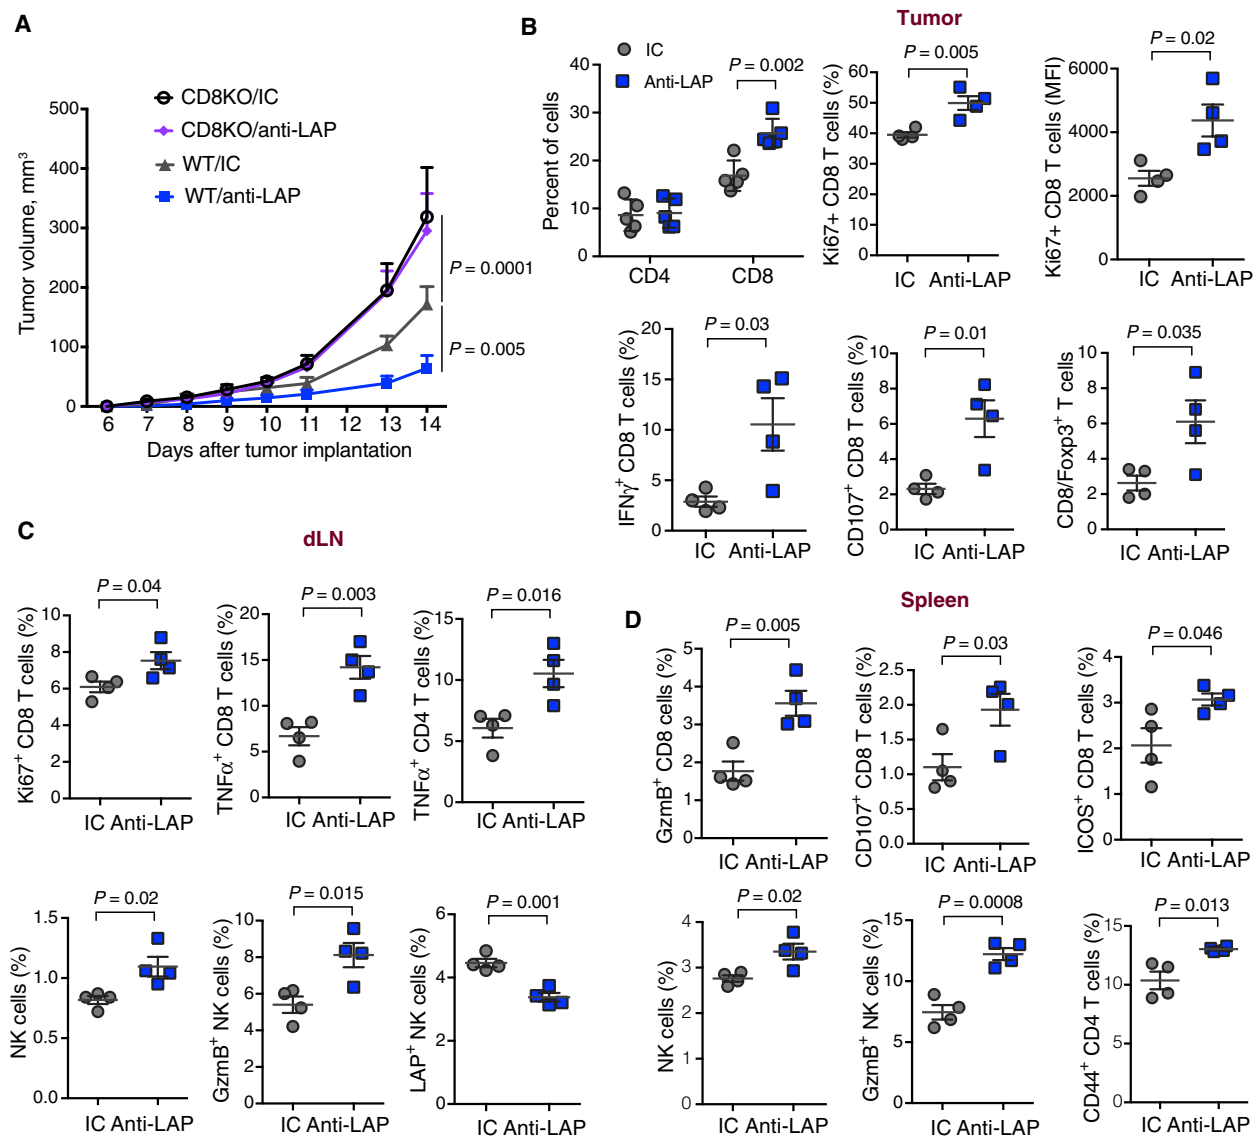 A
500
400
300
200
100
0
Tumor volume, mm³
CD8KO/IC
CD8KO/anti-LAP
WT/IC
WT/anti-LAP
P = 0.0001
P = 0.005
6 7 8 9 10 11 12 13 14
Days after tumor implantation
B
Tumor
IC
Anti-LAP
P = 0.002
40
30
20
10
0
Percent of cells
CD4 CD8
P = 0.005
60
50
40
30
20
10
0
Ki67+ CD8 T cells (%)
IC Anti-LAP
P = 0.02
6000
4000
2000
0
Ki67+ CD8 T cells (MFI)
IC Anti-LAP
P = 0.03
20
15
10
5
0
IFNγ⁺ CD8 T cells (%)
IC Anti-LAP
P = 0.01
10
8
6
4
2
0
CD107⁺ CD8 T cells (%)
IC Anti-LAP
P = 0.035
10
8
6
4
2
0
CD8/Foxp3⁺ T cells
IC Anti-LAP
C
dLN
P = 0.04
10
8
6
4
2
0
Ki67⁺ CD8 T cells (%)
IC Anti-LAP
P = 0.003
20
15
10
5
0
TNFα⁺ CD8 T cells (%)
IC Anti-LAP
P = 0.016
15
10
5
0
TNFα⁺ CD4 T cells (%)
IC Anti-LAP
P = 0.02
1.5
1.0
0.5
0.0
NK cells (%)
IC Anti-LAP
P = 0.015
10
8
6
4
2
0
GzmB⁺ NK cells (%)
IC Anti-LAP
P = 0.001
6
4
2
0
LAP⁺ NK cells (%)
IC Anti-LAP
D
Spleen
P = 0.005
5
4
3
2
1
0
GzmB⁺ CD8 cells (%)
IC Anti-LAP
P = 0.03
2.5
2.0
1.5
1.0
0.5
0.0
CD107⁺ CD8 T cells (%)
IC Anti-LAP
P = 0.046
4
3
2
1
0
ICOS⁺ CD8 T cells (%)
IC Anti-LAP
P = 0.02
4
3
2
1
0
NK cells (%)
IC Anti-LAP
P = 0.0008
15
10
5
0
GzmB⁺ NK cells (%)
IC Anti-LAP
P = 0.013
15
10
5
0
CD44⁺ CD4 T cells (%)
IC Anti-LAP